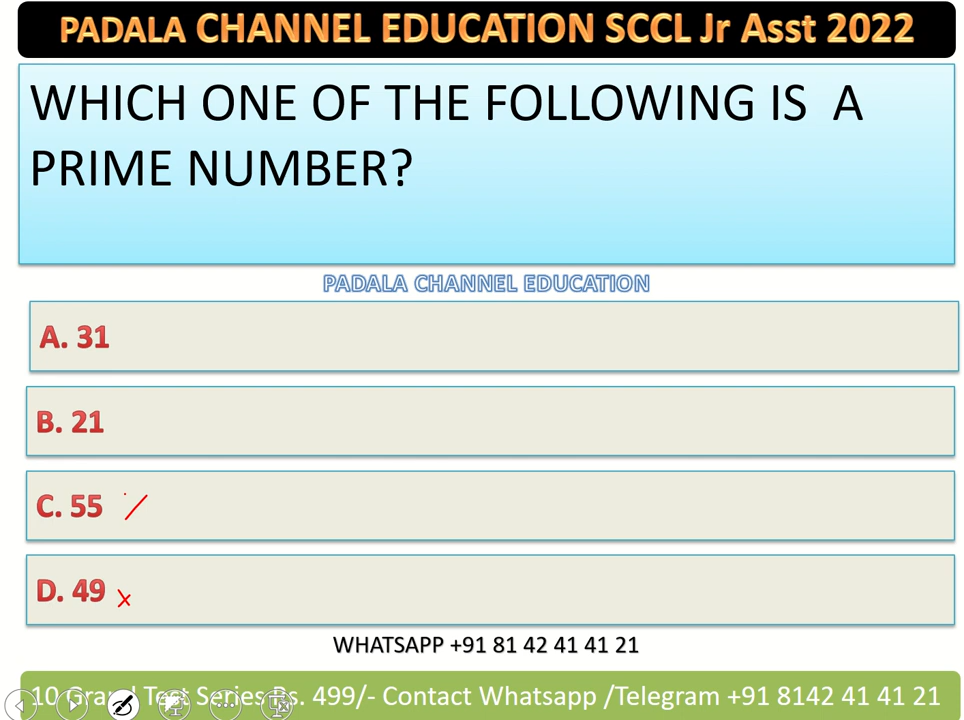 PADALA CHANNEL EDUCATION SCCL Jr Asst 2022
WHICH ONE OF THE FOLLOWING IS A
PRIME NUMBER?
PADALA CHANNEL EDUCATION
A. 31
B. 21
C. 55
D. 49 x
WHATSAPP +91 81 42 41 41 21
10 Grand Test Series Rs. 499/- Contact Whatsapp /Telegram +91 8142 41 41 21